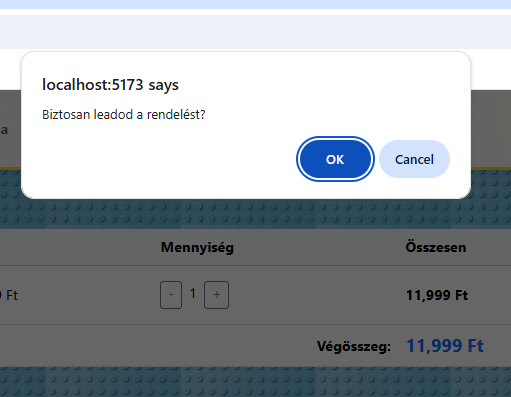 localhost:5173 says
Biztosan leadod a rendelést?
OK Cancel
a
Mennyiség Összesen
Ft - 1 + 11,999 Ft
Végösszeg: 11,999 Ft